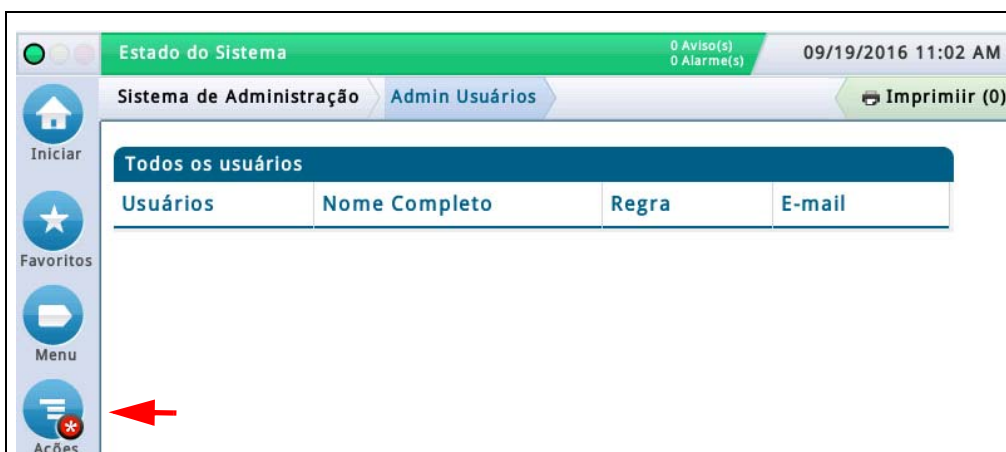 Estado do Sistema
0 Aviso(s)
0 Alarme(s)
09/19/2016 11:02 AM
Sistema de Administração
Admin Usuários
Imprimiir (0)
Iniciar
Todos os usuários
Usuários Nome Completo Regra E-mail
Favoritos
Menu
Ações